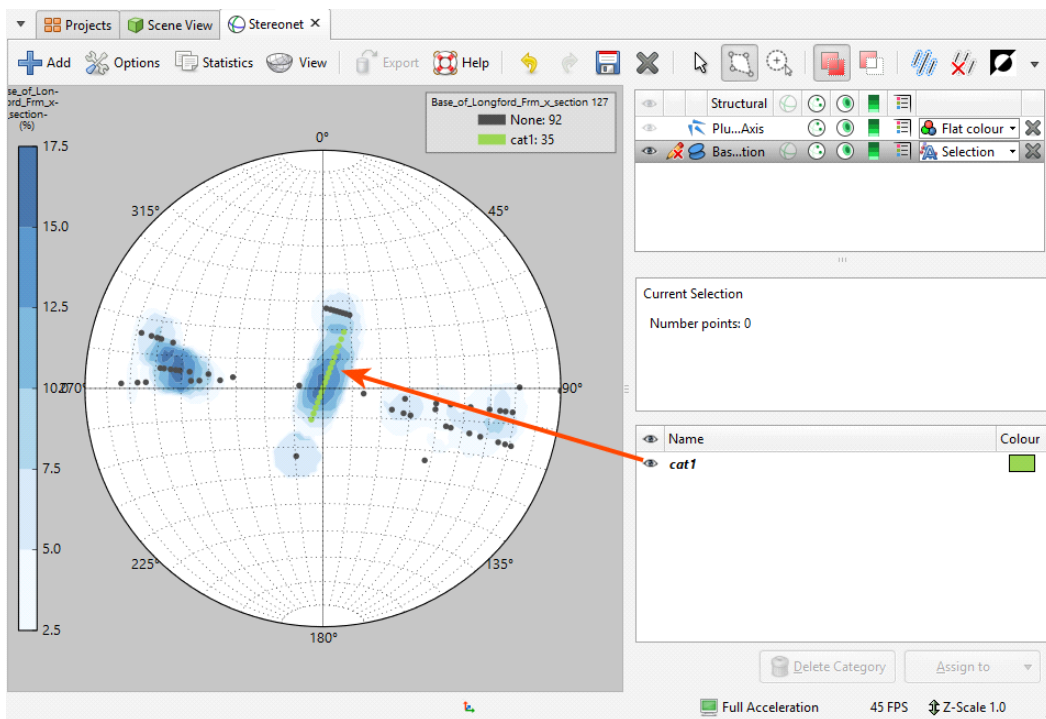 Projects Scene View Stereonet ×
Add Options Statistics View Export Help
se_of_Lon-
ord_Frm_x-
_section-
(%)
17.5
15.0
12.5
10.0
7.5
5.0
2.5
Base_of_Longford_Frm_x_section 127
None: 92
cat1: 35
0°
45°
90°
135°
180°
225°
270°
315°
Structural
Plu...Axis Flat colour
Bas...tion Selection
Current Selection
Number points: 0
Name Colour
cat1
Delete Category Assign to
Full Acceleration 45 FPS Z-Scale 1.0